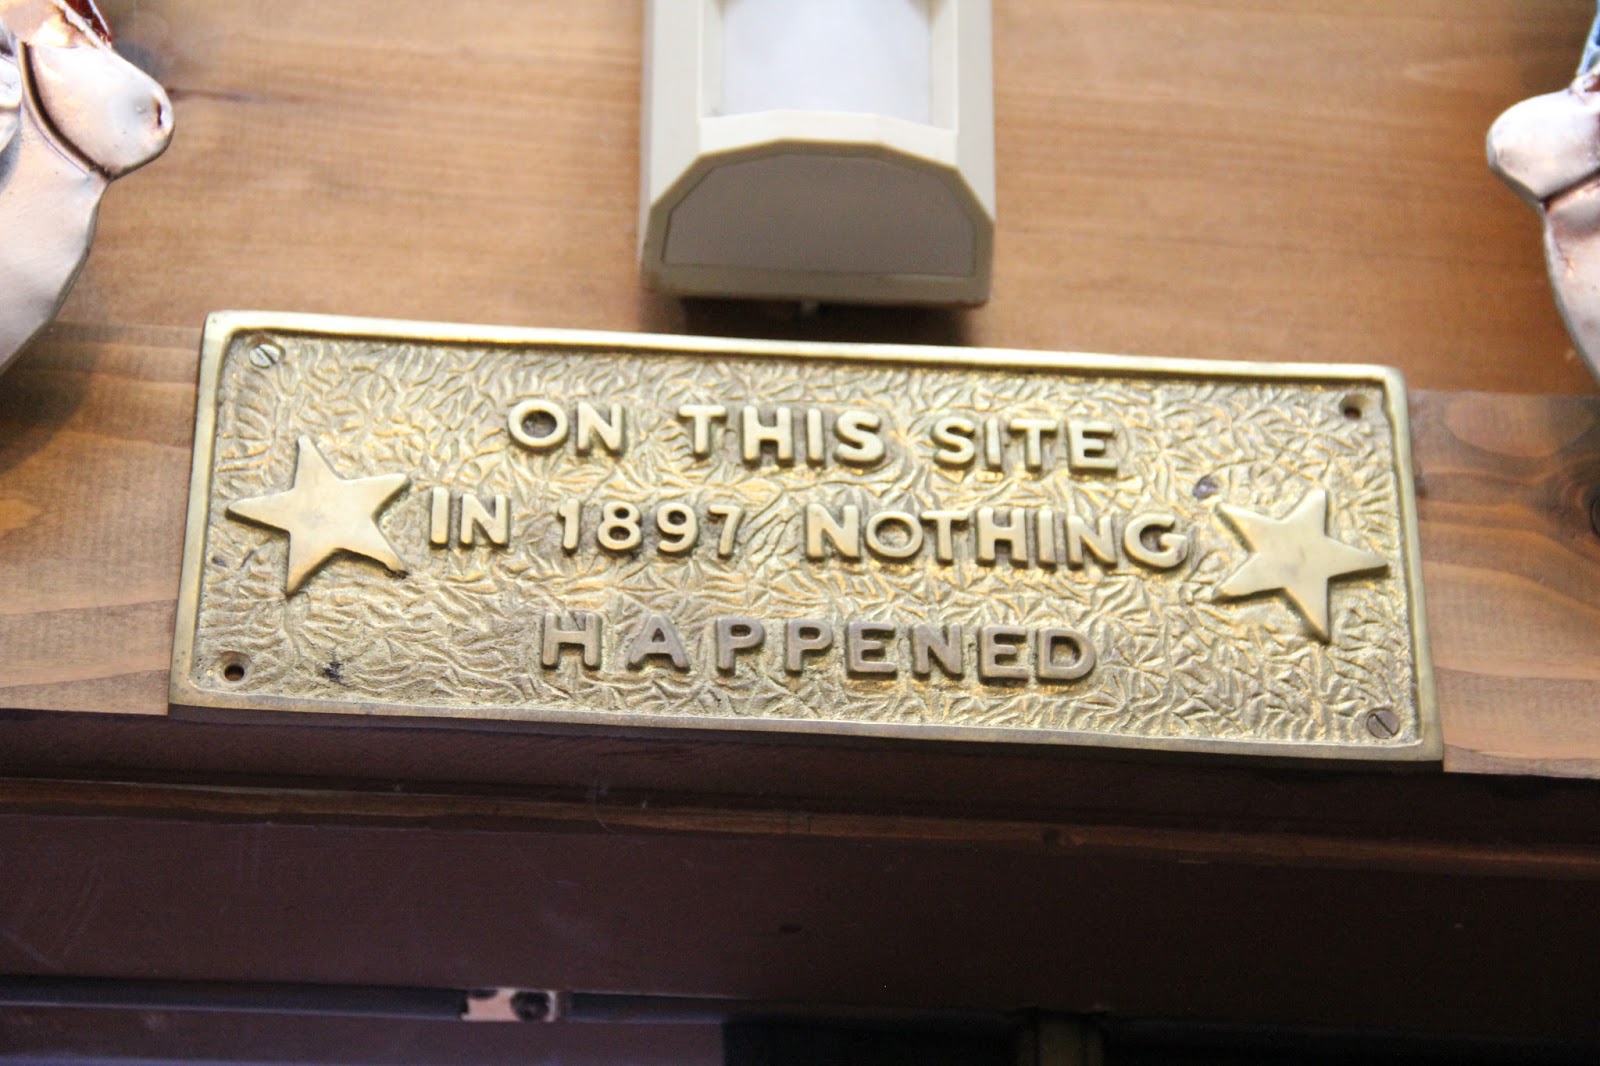 ON THIS SITE
IN 1897 NOTHING
HAPPENED